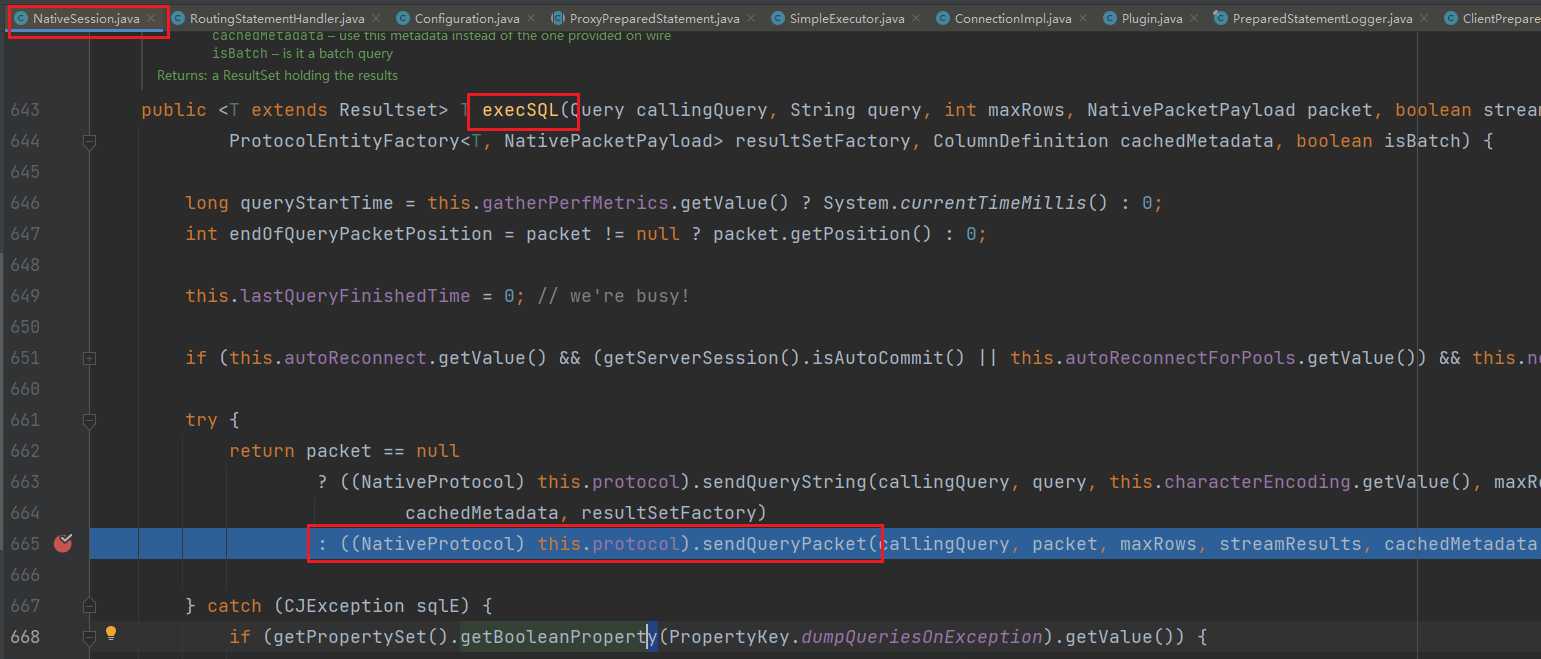 NativeSession.java RoutingStatementHandler.java Configuration.java ProxyPreparedStatement.java SimpleExecutor.java ConnectionImpl.java Plugin.java PreparedStatementLogger.java ClientPrepare
cachedMetadata – use this metadata instead of the one provided on wire
isBatch – is it a batch query
Returns: a ResultSet holding the results
643 public <T extends Resultset> T execSQL(Query callingQuery, String query, int maxRows, NativePacketPayload packet, boolean stream
644 ProtocolEntityFactory<T, NativePacketPayload> resultSetFactory, ColumnDefinition cachedMetadata, boolean isBatch) {
645
646 long queryStartTime = this.gatherPerfMetrics.getValue() ? System.currentTimeMillis() : 0;
647 int endOfQueryPacketPosition = packet != null ? packet.getPosition() : 0;
648
649 this.lastQueryFinishedTime = 0; // we're busy!
650
651 if (this.autoReconnect.getValue() && (getServerSession().isAutoCommit() || this.autoReconnectForPools.getValue()) && this.ne
660
661 try {
662 return packet == null
663 ? ((NativeProtocol) this.protocol).sendQueryString(callingQuery, query, this.characterEncoding.getValue(), maxRo
664 cachedMetadata, resultSetFactory)
665 : ((NativeProtocol) this.protocol).sendQueryPacket(callingQuery, packet, maxRows, streamResults, cachedMetadata
666
667 } catch (CJException sqlE) {
668 if (getPropertySet().getBooleanProperty(PropertyKey.dumpQueriesOnException).getValue()) {